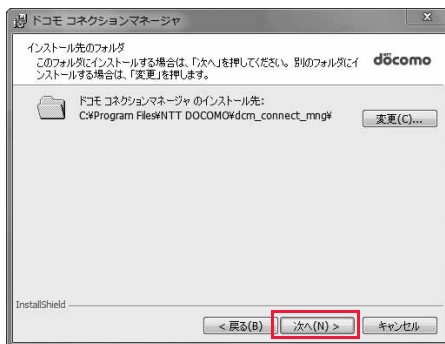 ドコモ コネクションマネージャ
インストール先のフォルダ
このフォルダにインストールする場合は、「次へ」を押してください。別のフォルダにイ
ンストールする場合は、「変更」を押します。
döcomo
ドコモ コネクションマネージャ のインストール先:
C:¥Program Files¥NTT DOCOMO¥dcm_connect_mng¥
変更(C)...
InstallShield
< 戻る(B)
次へ(N) >
キャンセル